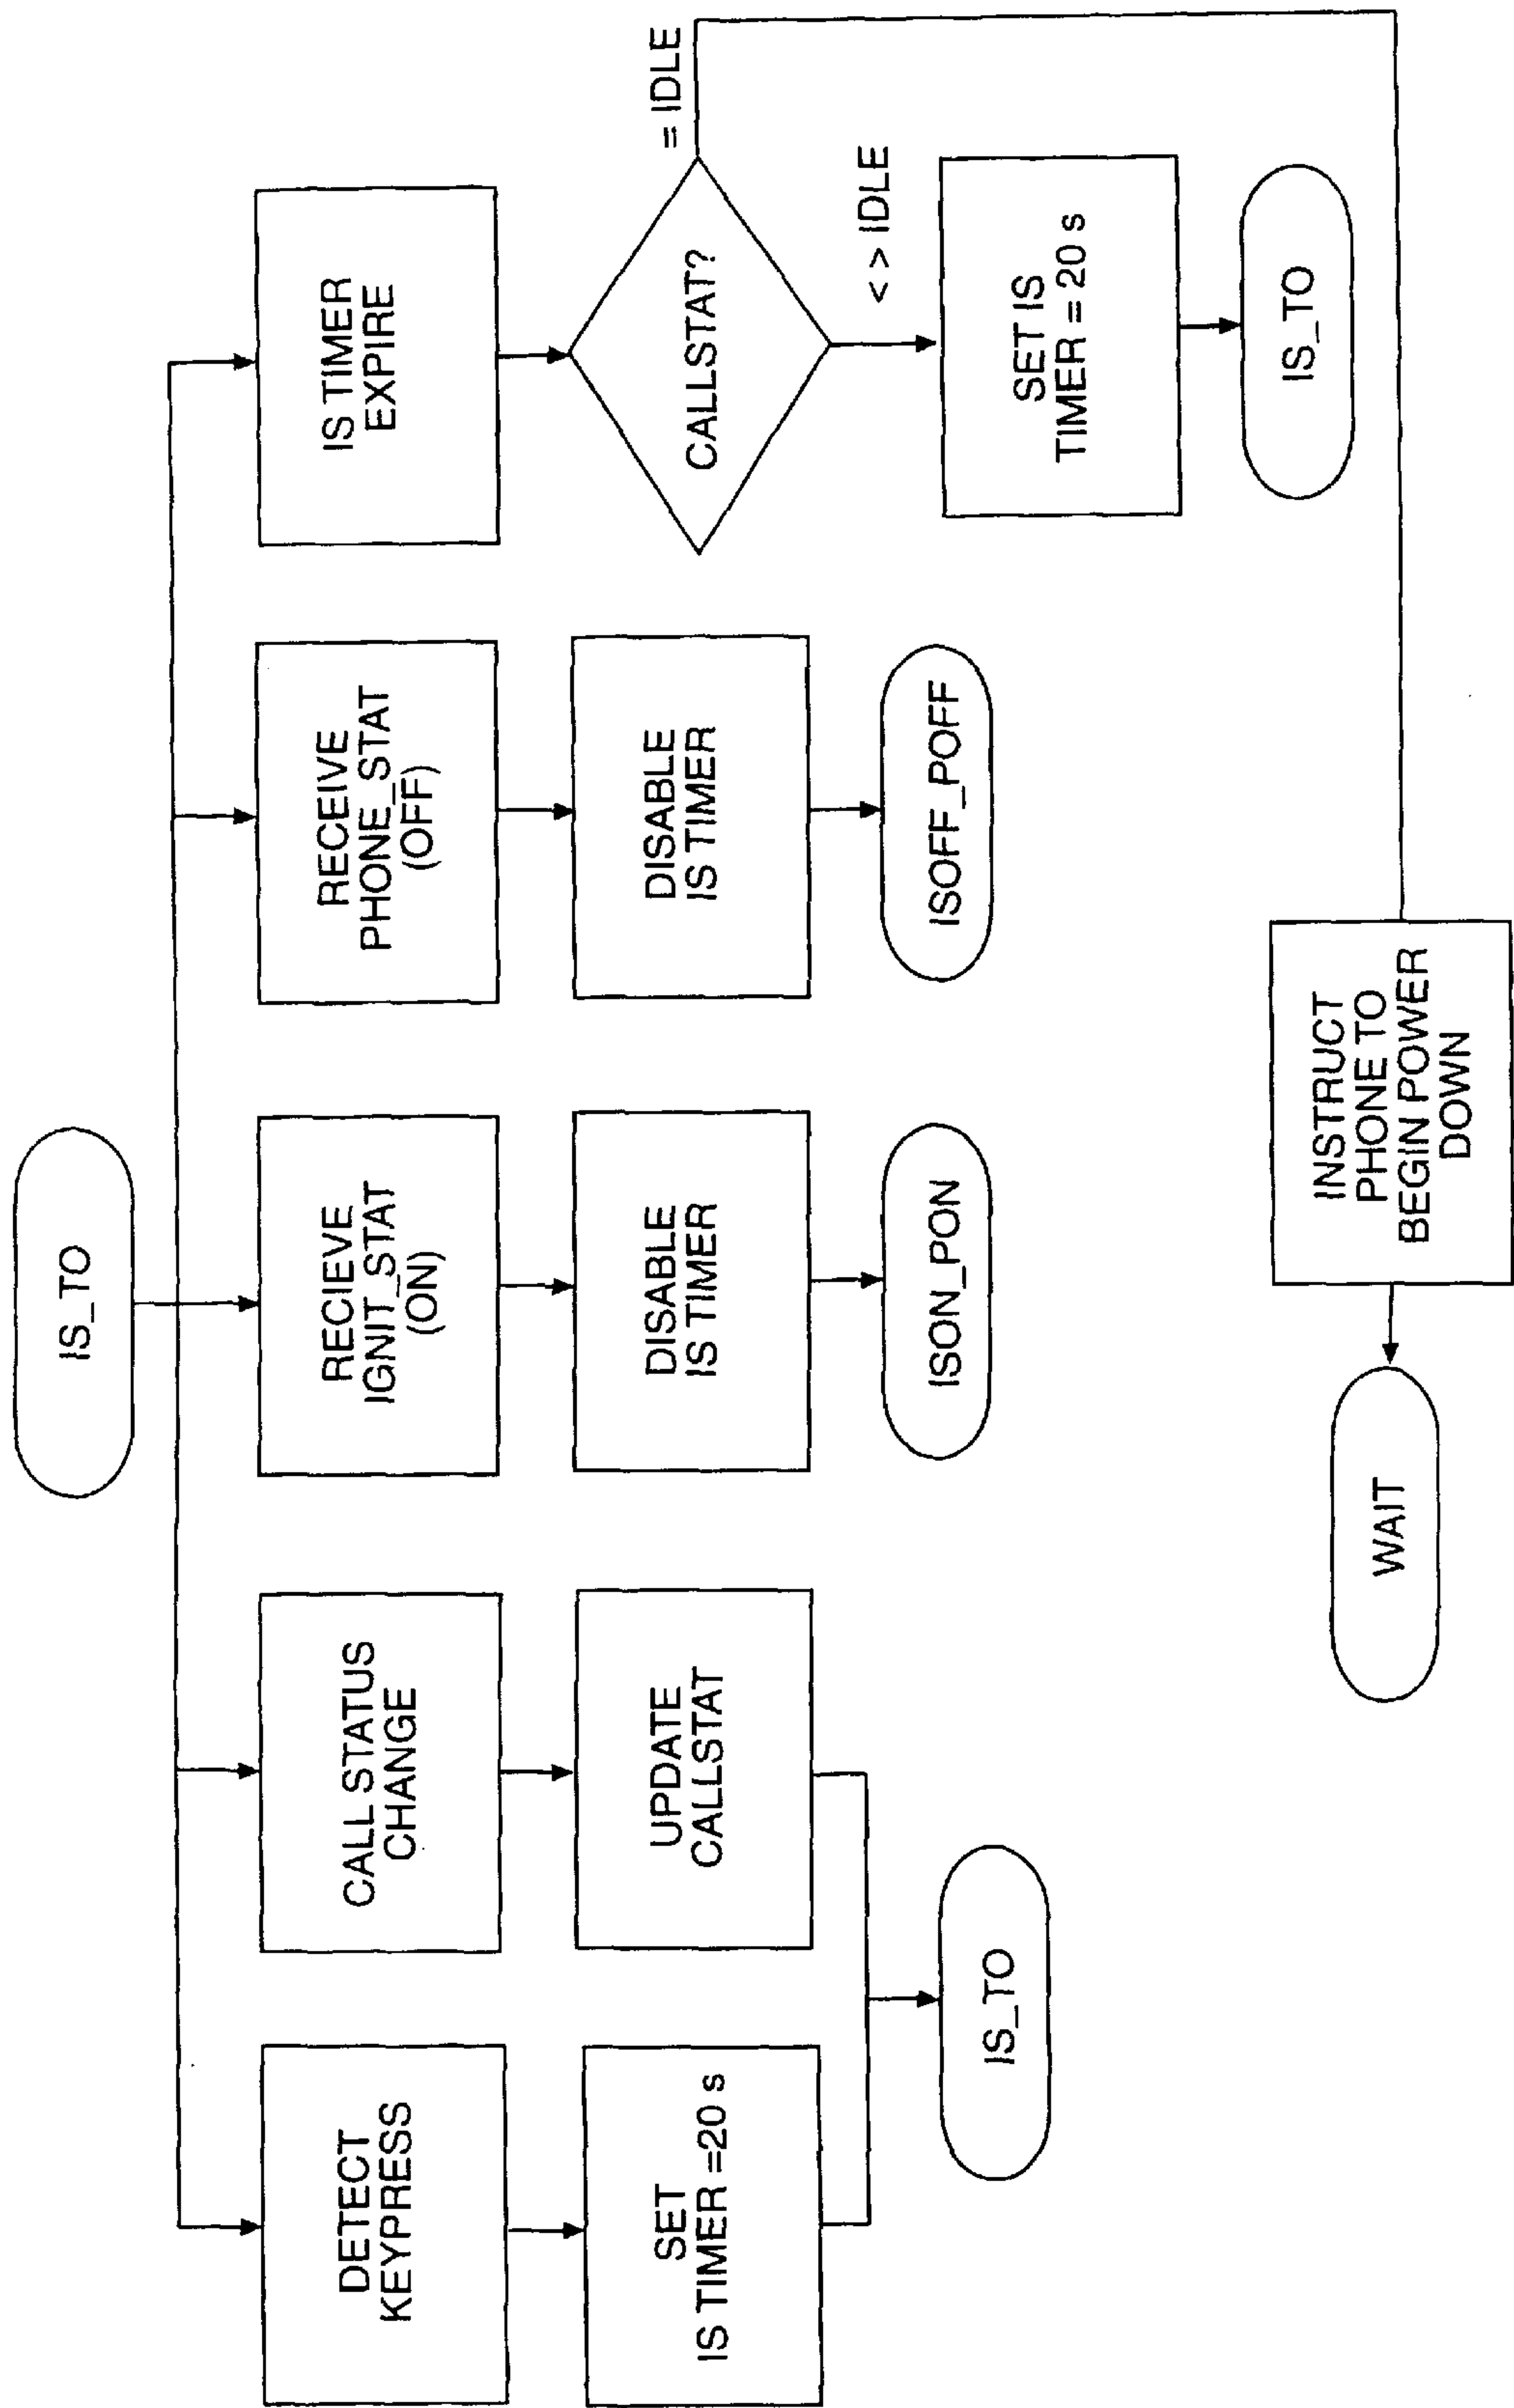 IS_TO
DETECT
KEYPRESS
SET
IS TIMER =20 s
CALL STATUS
CHANGE
UPDATE
CALLSTAT
IS_TO
RECIEVE
IGNIT_STAT
(ON)
DISABLE
IS TIMER
ISON_PON
RECEIVE
PHONE_STAT
(OFF)
DISABLE
IS TIMER
ISOFF_POFF
IS TIMER
EXPIRE
CALLSTAT?
= IDLE
< > IDLE
SET IS
TIMER = 20 s
IS_TO
INSTRUCT
PHONE TO
BEGIN POWER
DOWN
WAIT